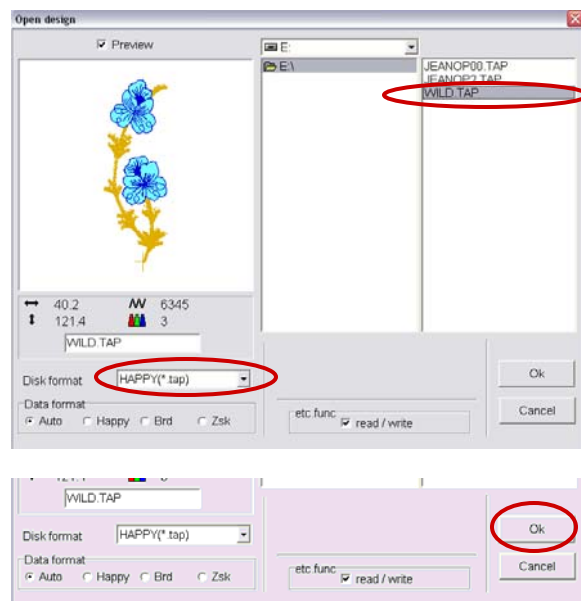 Open design
Preview
E:
E:\
JEANOP00.TAP
JEANOP2.TAP
WILD.TAP
40.2 6345
121.4 3
WILD.TAP
Disk format HAPPY(*.tap)
Data format
Auto Happy Brd Zsk
etc.func
read / write
Ok
Cancel
WILD.TAP
Disk format HAPPY(*.tap)
Data format
Auto Happy Brd Zsk
etc.func
read / write
Ok
Cancel